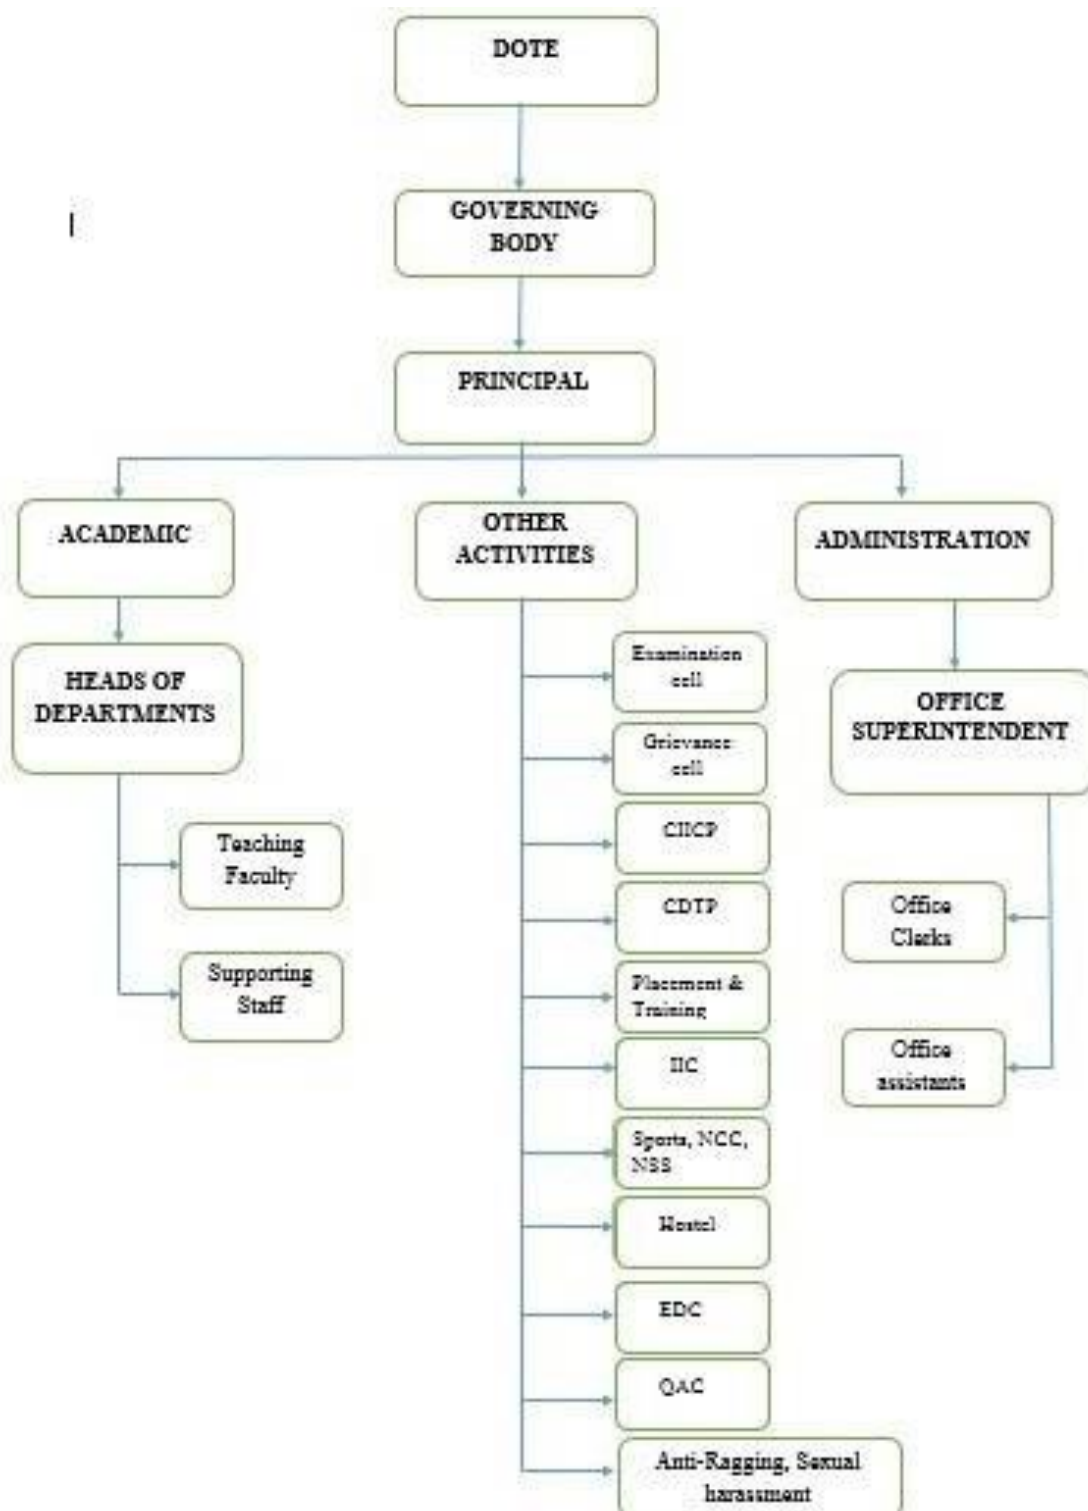 DOTE
GOVERNING
BODY
PRINCIPAL
ACADEMIC
OTHER
ACTIVITIES
ADMINISTRATION
HEADS OF
DEPARTMENTS
Teaching
Faculty
Supporting
Staff
Examination
cell
Grievance
cell
CIICP
CDTP
Placement &
Training
IIC
Sports, NCC,
NSS
Hostel
EDC
QAC
Anti-Ragging, Sexual
harassment
OFFICE
SUPERINTENDENT
Office
Clerks
Office
assistants